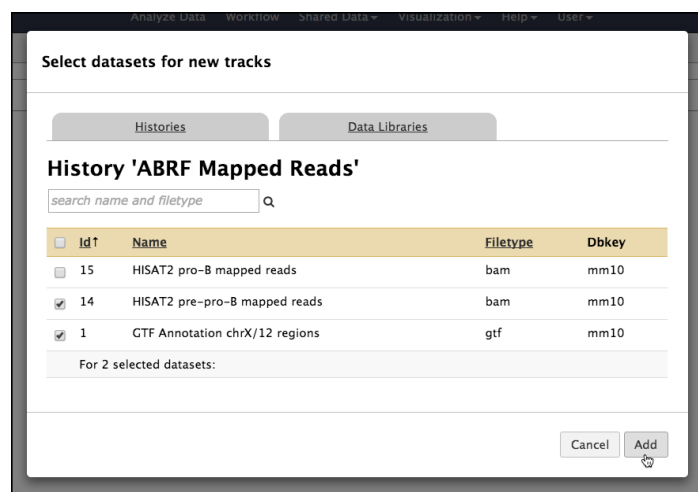 Analyze Data Workflow Shared Data Visualization Help User
Select datasets for new tracks
Histories Data Libraries
History 'ABRF Mapped Reads'
search name and filetype
Id↑ Name Filetype Dbkey
15 HISAT2 pro-B mapped reads bam mm10
14 HISAT2 pre-pro-B mapped reads bam mm10
1 GTF Annotation chrX/12 regions gtf mm10
For 2 selected datasets:
Cancel Add